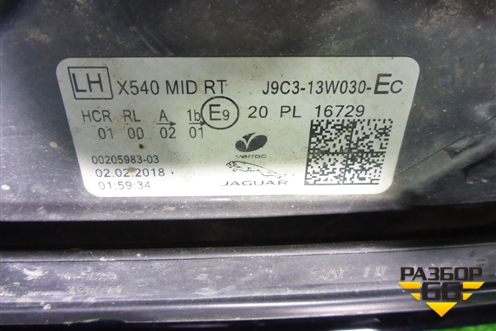 LH X540 MID RT J9C3-13W030-EC
HCR RL A 1b E9 20 PL 16729
01 00 02 01
00205983-03
varroc
02.02.2018
JAGUAR
01:59:34
РАЗБОР
68